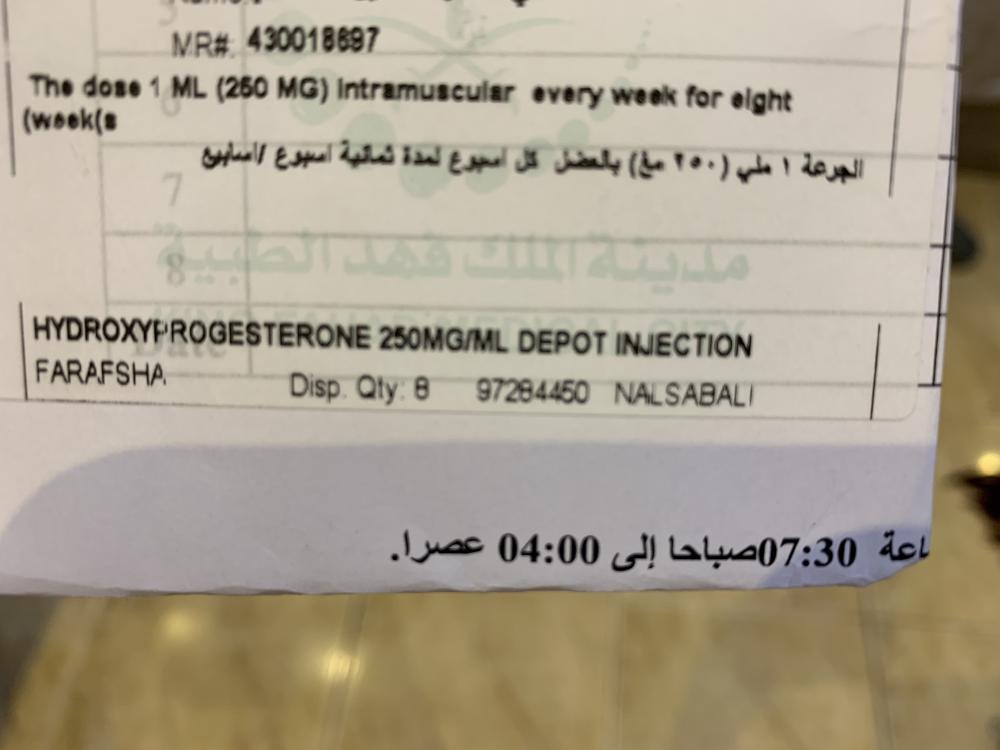 MR#: 430018697
The dose 1 ML (250 MG) Intramuscular every week for eight
(week(s
الجرعة ١ ملي (٢٥٠ مغ) بالعضل كل اسبوع لمدة ثمانية اسبوع /اسابيع
7
مدينة الملك فهد الطبية
8
HYDROXYPROGESTERONE 250MG/ML DEPOT INJECTION
Date
FARAFSHA
Disp. Qty: 8 97284450 NALSABALI
اعة 07:30صباحا إلى 04:00 عصرا.